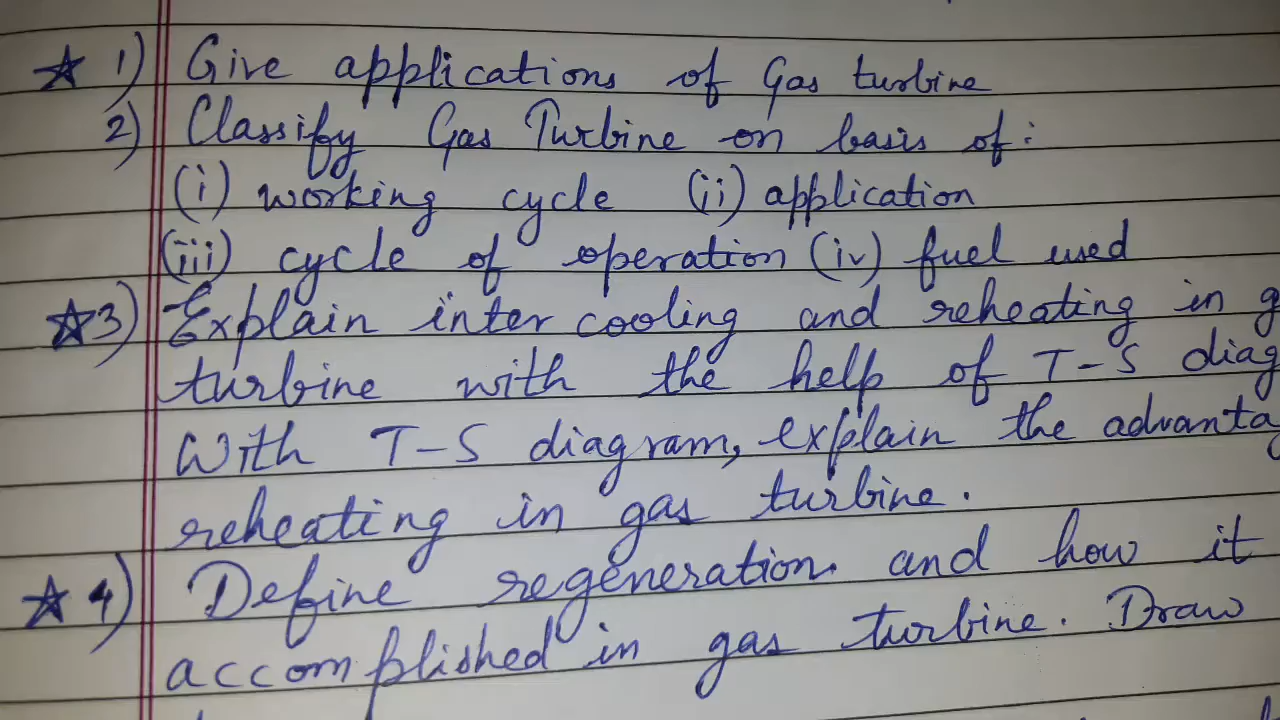 ☆ 1) Give applications of Gas turbine
2) Classify Gas Turbine on basis of:
(i) working cycle (ii) application
(iii) cycle of operation (iv) fuel used
☆3) Explain inter cooling and reheating in g
turbine with the help of T-S diag
With T-S diagram, explain the advanta
reheating in gas turbine.
☆ 4) Define regeneration. and how it
accomplished in gas turbine. Draw